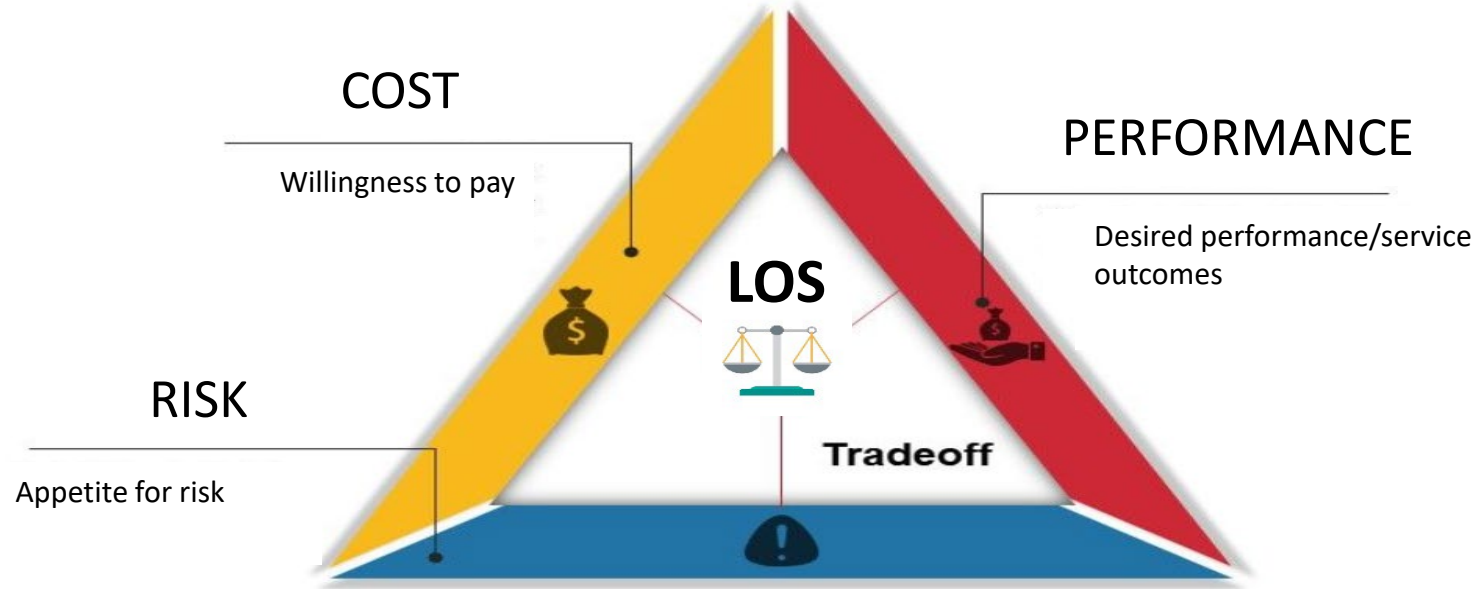 COST
Willingness to pay
PERFORMANCE
Desired performance/service
outcomes
LOS
$
$
RISK
Appetite for risk
Tradeoff
!